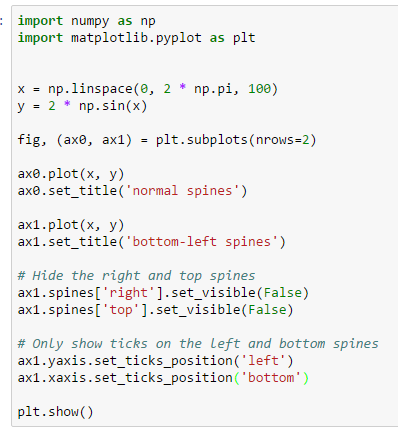 import numpy as np
import matplotlib.pyplot as plt
x = np.linspace(0, 2 * np.pi, 100)
y = 2 * np.sin(x)
fig, (ax0, ax1) = plt.subplots(nrows=2)
ax0.plot(x, y)
ax0.set_title('normal spines')
ax1.plot(x, y)
ax1.set_title('bottom-left spines')
# Hide the right and top spines
ax1.spines['right'].set_visible(False)
ax1.spines['top'].set_visible(False)
# Only show ticks on the left and bottom spines
ax1.yaxis.set_ticks_position('left')
ax1.xaxis.set_ticks_position('bottom')
plt.show()